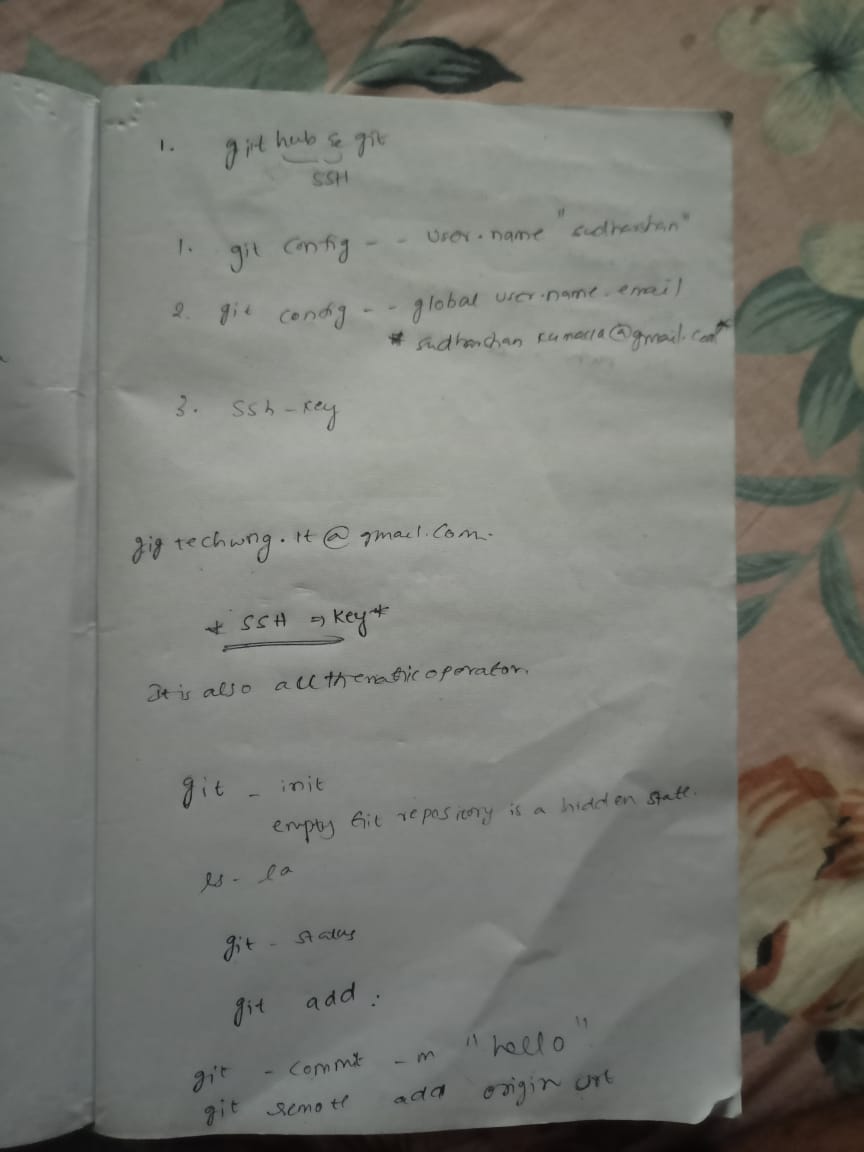 1. git hub & git
SSH
1. git config - - user.name "sudharshan"
2. git config - - global user.name.email
* sudharshan kumarra@gmail.com*
3. ssh - key
gig techwng.it@gmail.com.
* SSH ⇒ key *
It is also authematic operator.
git - init
empty Git repository is a hidden state.
ls - la
git - status
git add :
git - commit - m "hello"
git remote add origin url